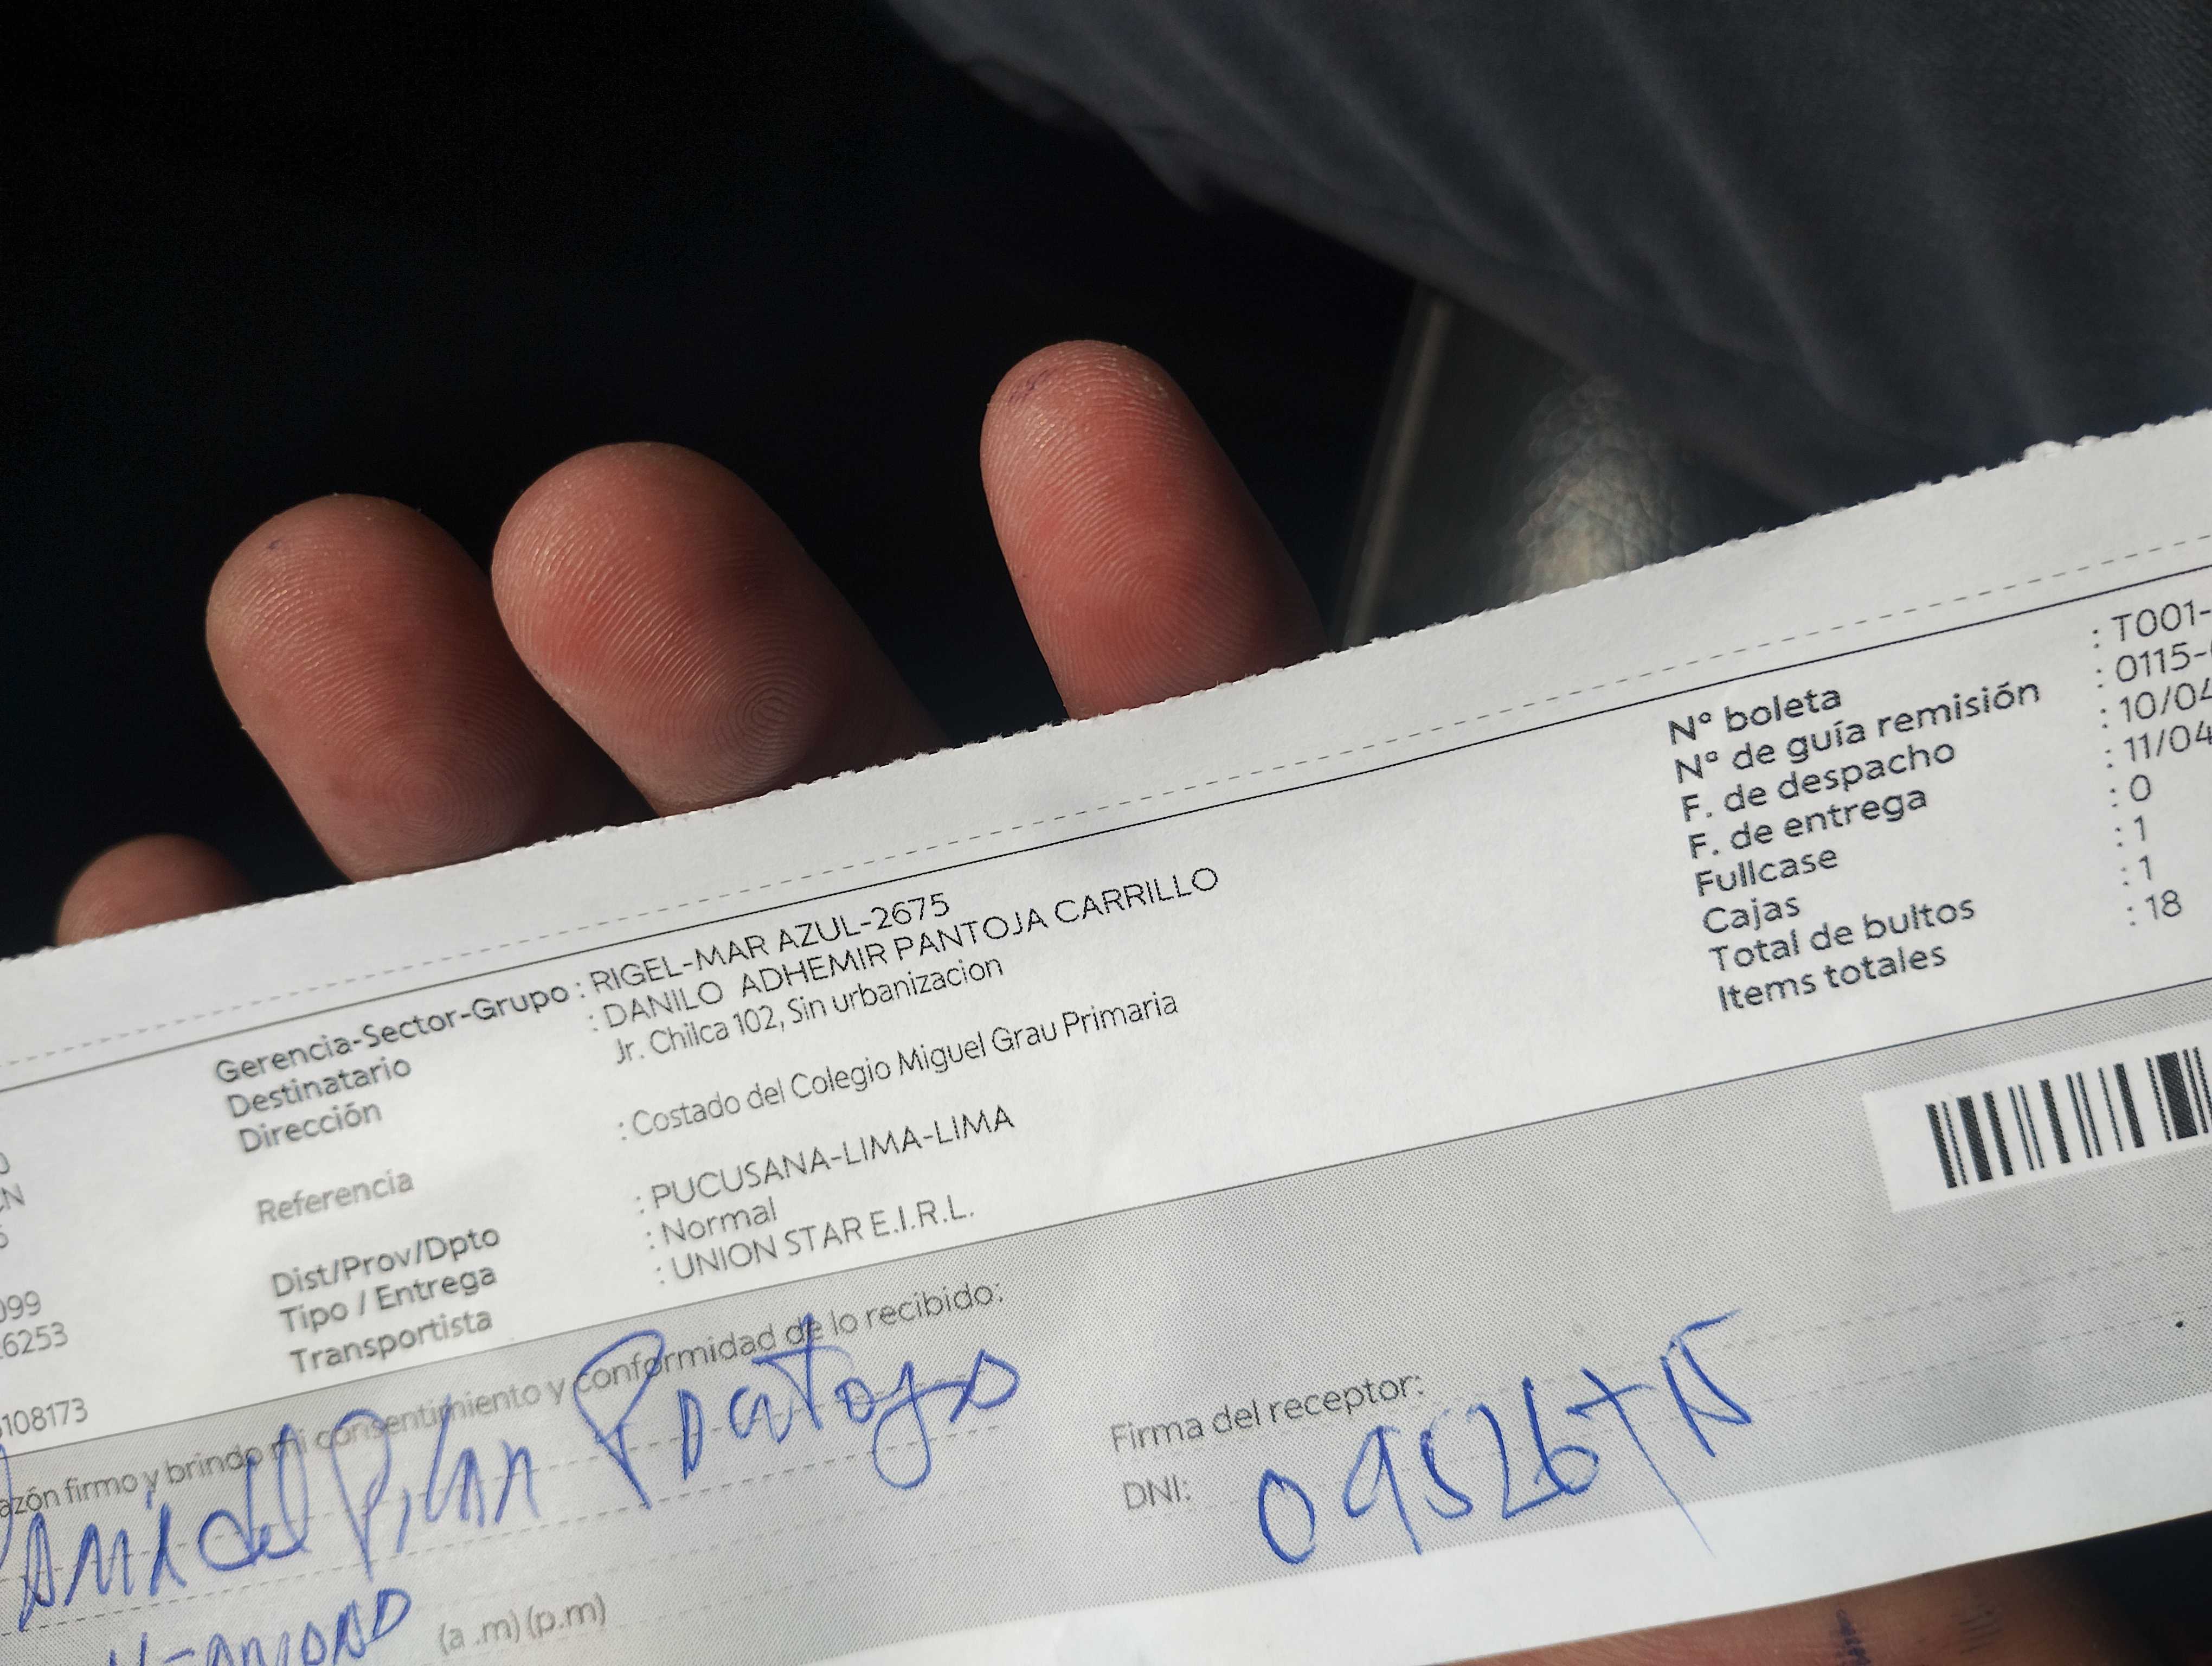 Gerencia-Sector-Grupo : RIGEL-MAR AZUL-2675
Destinatario : DANILO ADHEMIR PANTOJA CARRILLO
Dirección Jr. Chilca 102, Sin urbanizacion
Referencia : Costado del Colegio Miguel Grau Primaria
Dist/Prov/Dpto : PUCUSANA-LIMA-LIMA
Tipo / Entrega : Normal
Transportista : UNION STAR E.I.R.L.
N° boleta : T001-
N° de guía remisión : 0115-
F. de despacho : 10/04
F. de entrega : 11/04
Fullcase : 0
Cajas : 1
Total de bultos : 1
Items totales : 18
099
6253
108173
azón firmo y brindo mi consentimiento y conformidad de lo recibido:
del Pilar Pantoja
(a .m) (p.m)
Firma del receptor:
DNI: